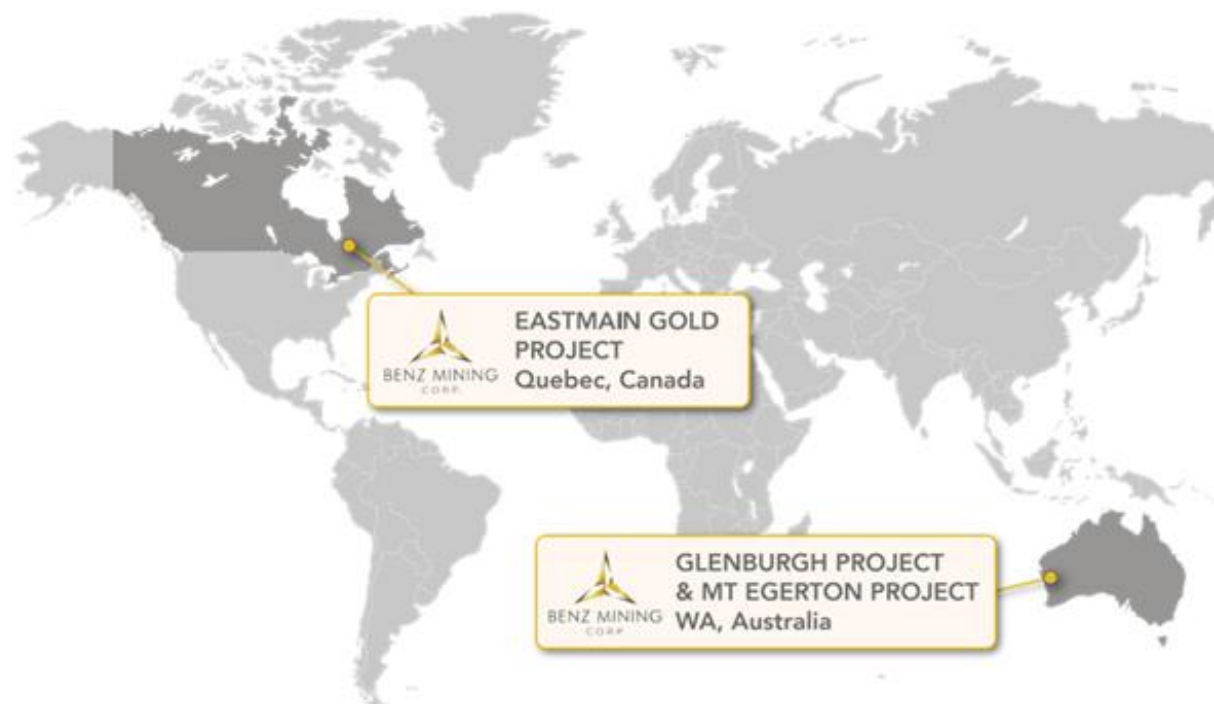 EASTMAIN GOLD
PROJECT
Quebec, Canada
BENZ MINING
CORP.
GLENBURGH PROJECT
& MT EGERTON PROJECT
WA, Australia
BENZ MINING
CORP